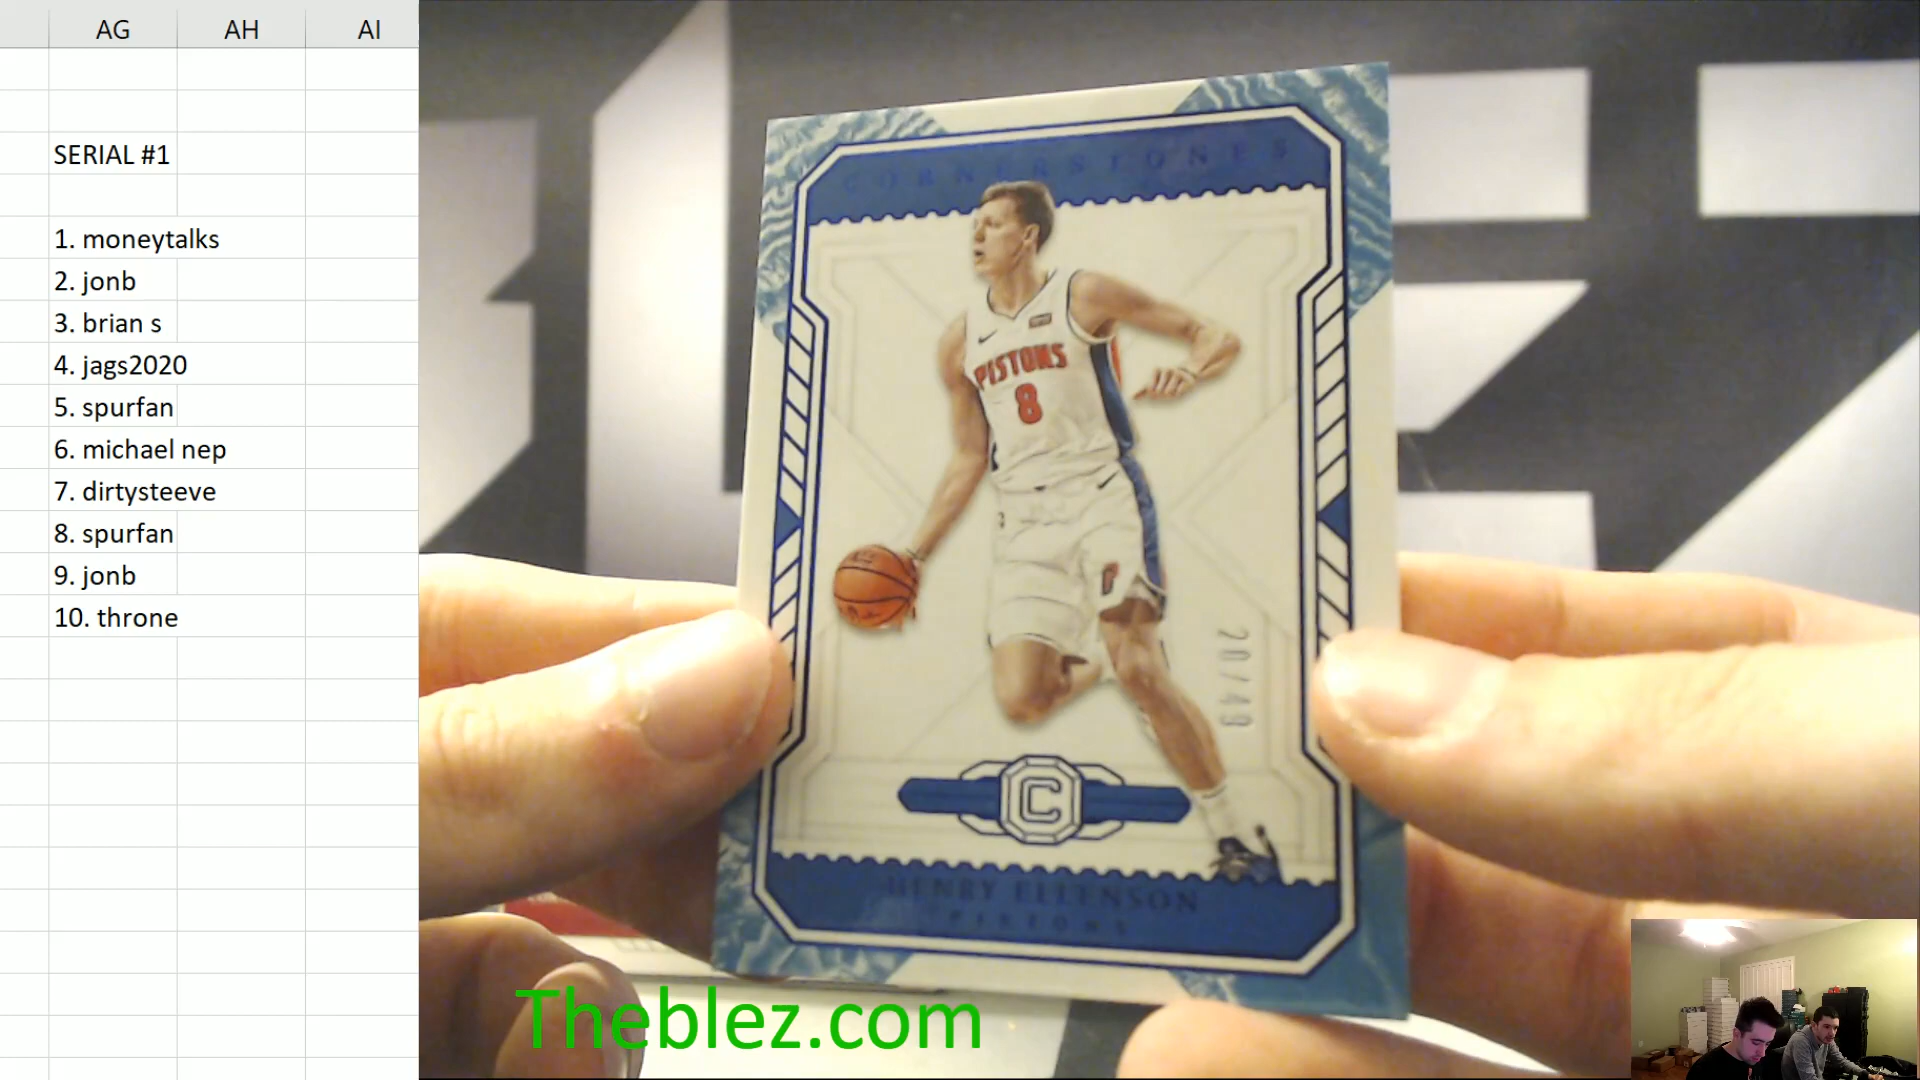 AG AH AI
SERIAL #1
1. moneytalks
2. jonb
3. brian s
4. jags2020
5. spurfan
6. michael nep
7. dirtysteeve
8. spurfan
9. jonb
10. throne
CORNERSTONES
PISTONS
8
20/49
C
HENRY ELLENSON
PISTONS
Theblez.com